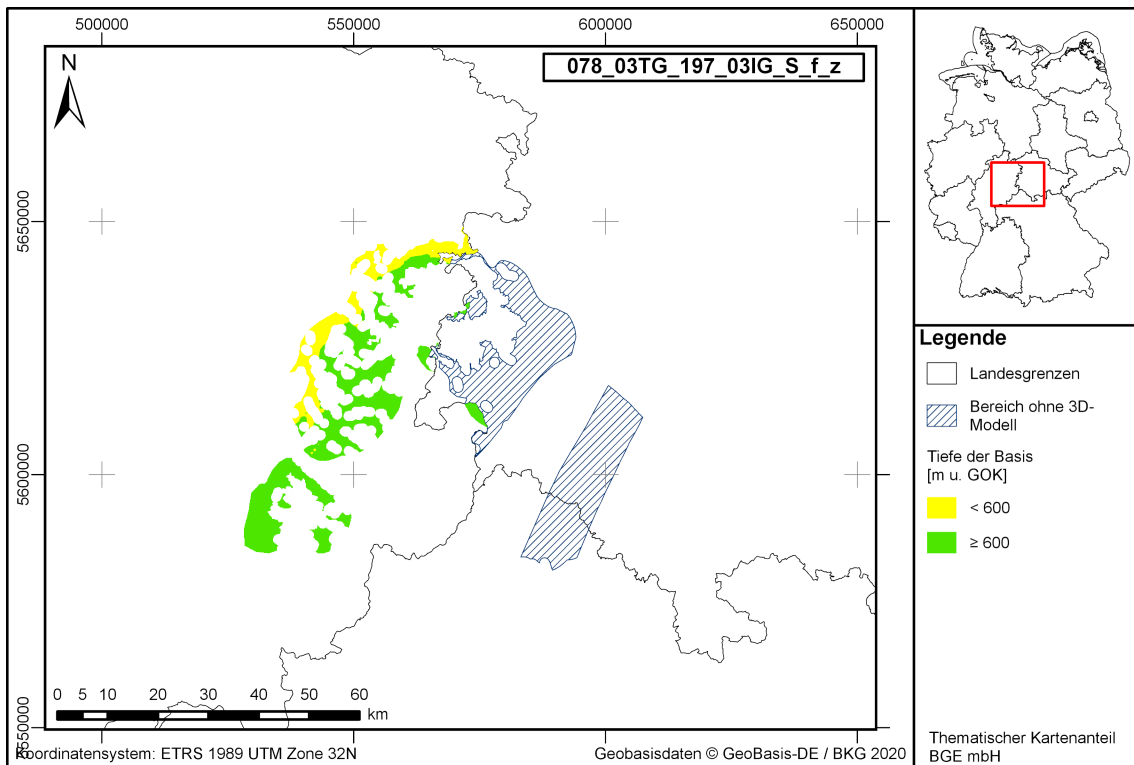 500000
550000
600000
650000
078_03TG_197_03IG_S_f_z
N
5650000
5600000
5550000
0 5 10 20 30 40 50 60
km
Koordinatensystem: ETRS 1989 UTM Zone 32N
Geobasisdaten © GeoBasis-DE / BKG 2020
Legende
Landesgrenzen
Bereich ohne 3D-
Modell
Tiefe der Basis
[m u. GOK]
< 600
≥ 600
Thematischer Kartenanteil
BGE mbH